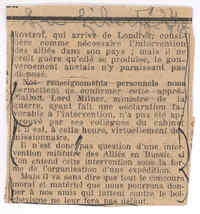 qui arrive de Londres, consi-
dère comme nécessaire l'intervention
des alliés dans son pays ; mais il ne
croit guère qu'elle se produise, le gou-
vernement anglais n'y paraissant pas
disposé.
Nos renseignements personnels nous
permettent de confirmer cette appré-
Lord Milner, ministre de la
guerre, ayant fait une déclaration fa-
vorable à l'intervention, n'a pas été ap-
prouvé par ses collègues du cabinet.
Il est, à cette heure, virtuellement dé-
missionnaire.
Il n'est donc pas question d'une inter-
vention militaire des Alliés en Russie. Si
l'on entend cette intervention sous la for-
me de l'organisation d'une expédition.
Mais il va sans dire que tout le concours
moral et matériel que nous pourrons don-
ner à nos amis qui luttent contre le bol-
chevisme ne leur fera pas défaut.